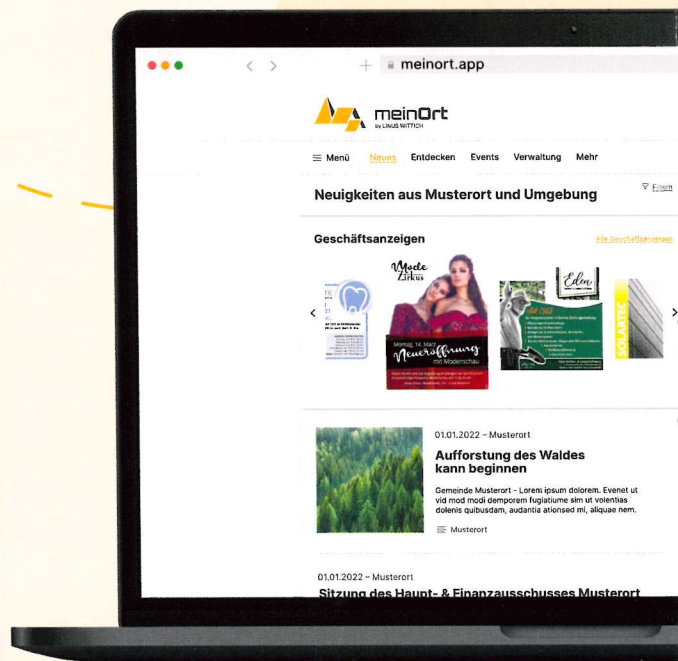 meinort.app
meinOrt
by LINUS WITTICH
Menü Neues Entdecken Events Verwaltung Mehr
Neuigkeiten aus Musterort und Umgebung
Filtern
Geschäftsanzeigen
Alle Geschäftsanzeigen
Mode
Zirkus
Montag, 14. März
Neueröffnung
mit Modenschau
Eden
SOLARTEC
01.01.2022 – Musterort
Aufforstung des Waldes
kann beginnen
Gemeinde Musterort - Lorem ipsum dolorem. Evenet ut
vid mod modi demporem fugiatiume sim ut volentias
dolenis quibusdam, audantia ationsed mi, aliquae nem.
Musterort
01.01.2022 – Musterort
Sitzung des Haupt- & Finanzausschusses Musterort